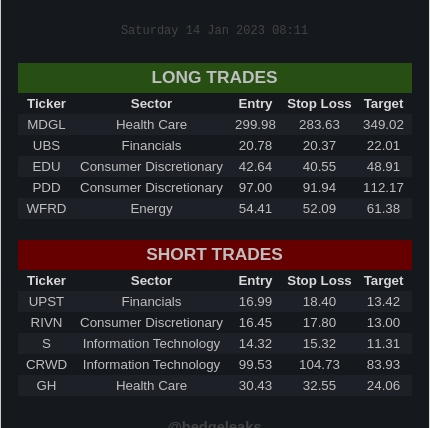 Saturday 14 Jan 2023 08:11
LONG TRADES
Ticker Sector Entry Stop Loss Target
MDGL Health Care 299.98 283.63 349.02
UBS Financials 20.78 20.37 22.01
EDU Consumer Discretionary 42.64 40.55 48.91
PDD Consumer Discretionary 97.00 91.94 112.17
WFRD Energy 54.41 52.09 61.38
SHORT TRADES
Ticker Sector Entry Stop Loss Target
UPST Financials 16.99 18.40 13.42
RIVN Consumer Discretionary 16.45 17.80 13.00
S Information Technology 14.32 15.32 11.31
CRWD Information Technology 99.53 104.73 83.93
GH Health Care 30.43 32.55 24.06
@hedgeleaks